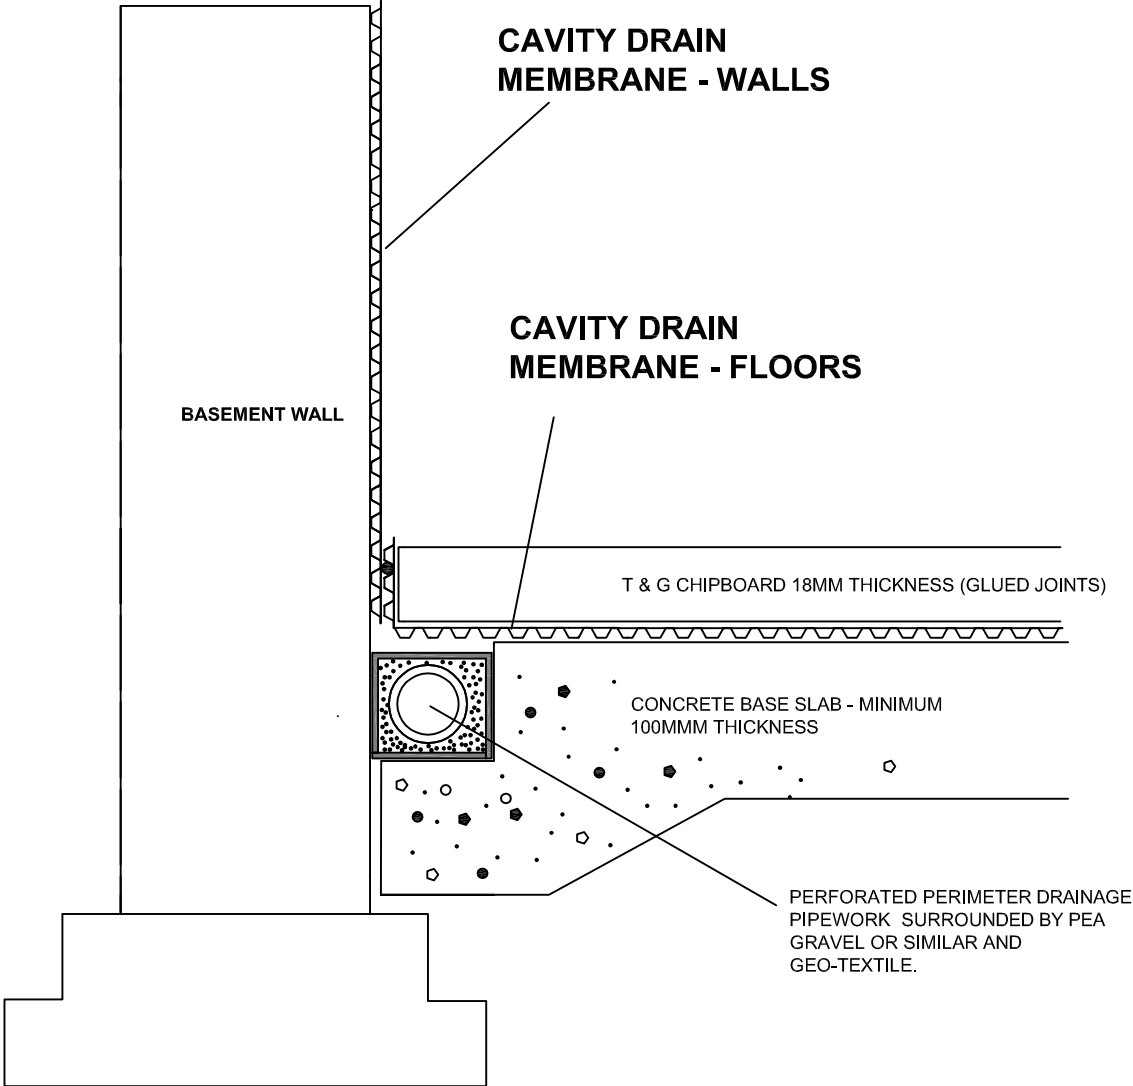 CAVITY DRAIN
MEMBRANE - WALLS
CAVITY DRAIN
MEMBRANE - FLOORS
BASEMENT WALL
T & G CHIPBOARD 18MM THICKNESS (GLUED JOINTS)
CONCRETE BASE SLAB - MINIMUM
100MMM THICKNESS
PERFORATED PERIMETER DRAINAGE
PIPEWORK SURROUNDED BY PEA
GRAVEL OR SIMILAR AND
GEO-TEXTILE.